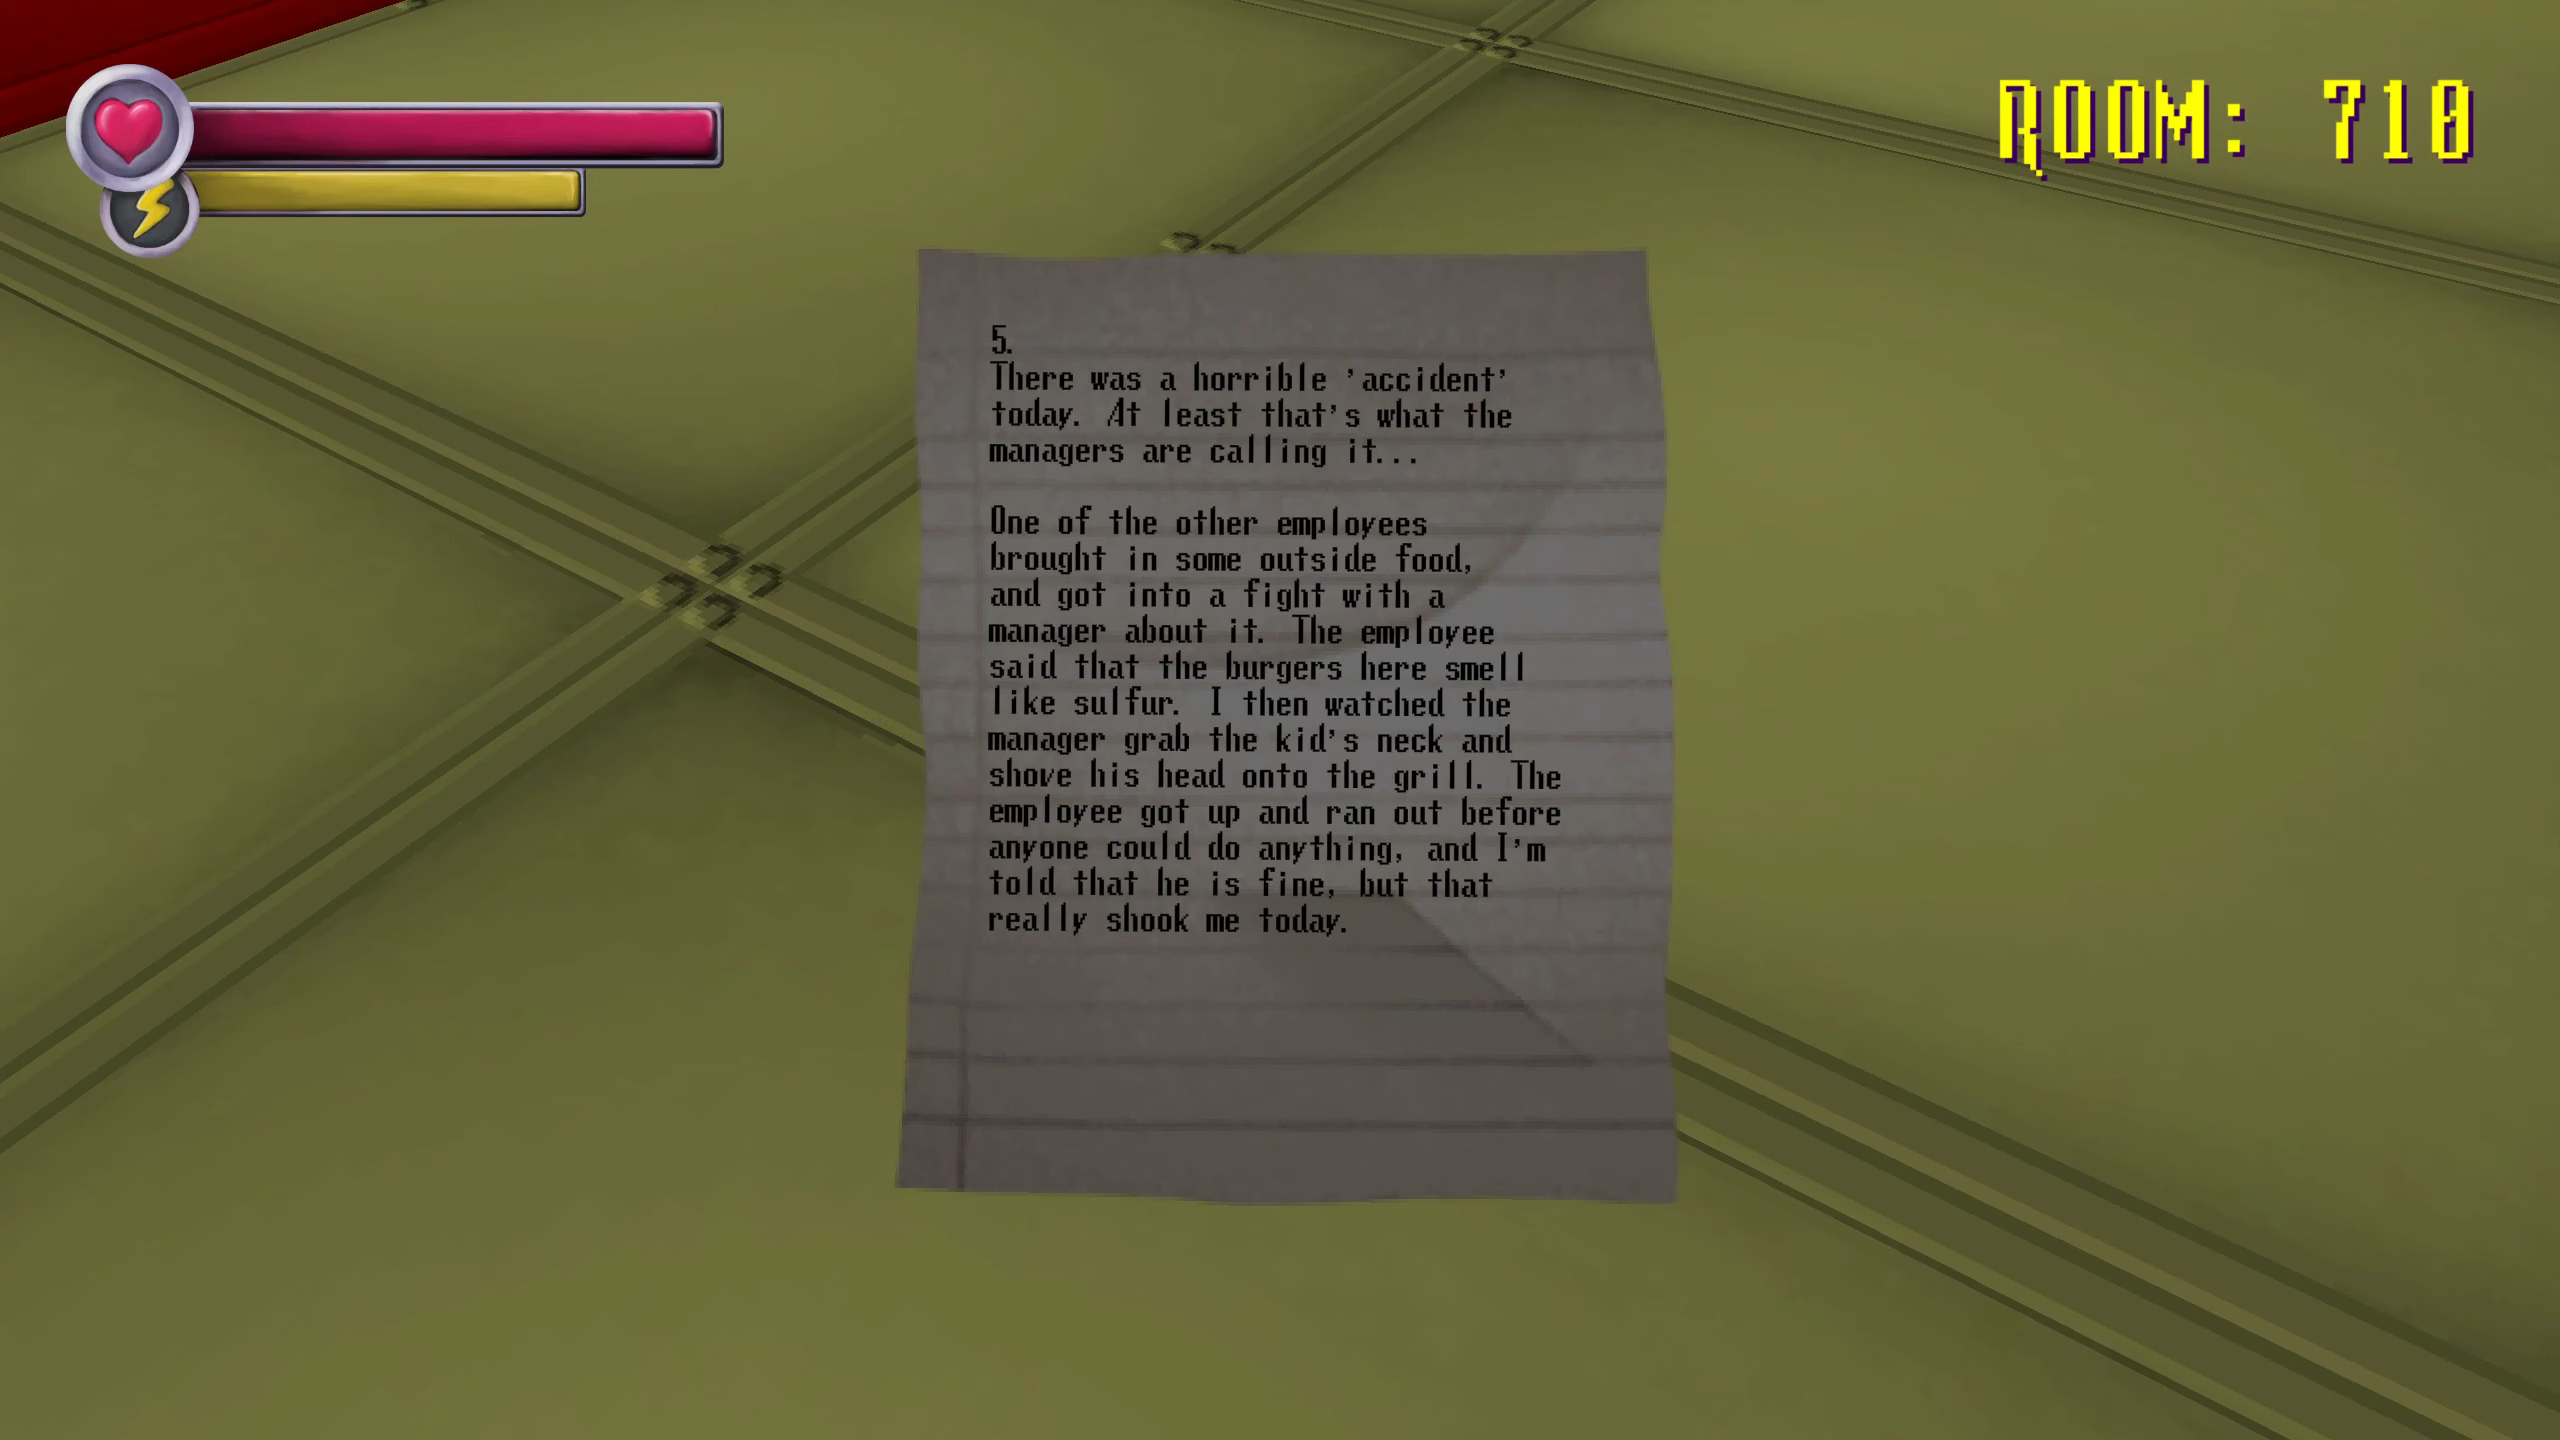 ROOM: 710
5.
There was a horrible 'accident'
today. At least that's what the
managers are calling it...
One of the other employees
brought in some outside food,
and got into a fight with a
manager about it. The employee
said that the burgers here smell
like sulfur. I then watched the
manager grab the kid's neck and
shove his head onto the grill. The
employee got up and ran out before
anyone could do anything, and I'm
told that he is fine, but that
really shook me today.